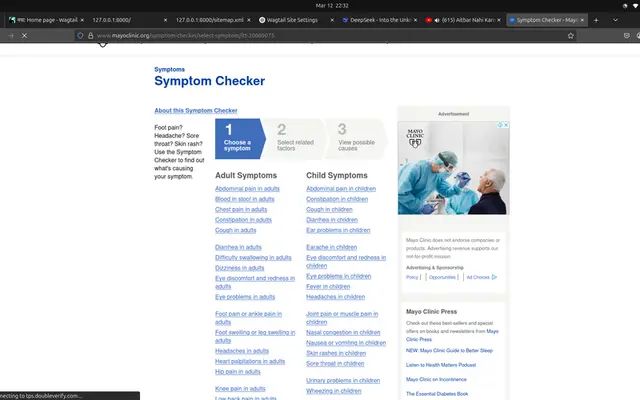 Mar 12 22:32
Home page - Wagtail
127.0.0.1:8000/
127.0.0.1:8000/sitemap.xml
Wagtail Site Settings
DeepSeek - Into the Unkn
(615) Aitbar Nahi Karn
Symptom Checker - Mayo
www.mayoclinic.org/symptom-checker/select-symptom/itt-20009075
Symptoms
Symptom Checker
About this Symptom Checker
Foot pain?
Headache? Sore
throat? Skin rash?
Use the Symptom
Checker to find out
what's causing
your symptom.
1
Choose a
symptom
2
Select related
factors
3
View possible
causes
Adult Symptoms
Abdominal pain in adults
Blood in stool in adults
Chest pain in adults
Constipation in adults
Cough in adults
Diarrhea in adults
Difficulty swallowing in adults
Dizziness in adults
Eye discomfort and redness in
adults
Eye problems in adults
Foot pain or ankle pain in
adults
Foot swelling or leg swelling in
adults
Headaches in adults
Heart palpitations in adults
Hip pain in adults
Knee pain in adults
Low back pain in adults
Child Symptoms
Abdominal pain in children
Constipation in children
Cough in children
Diarrhea in children
Ear problems in children
Earache in children
Eye discomfort and redness in
children
Eye problems in children
Fever in children
Headaches in children
Joint pain or muscle pain in
children
Nasal congestion in children
Nausea or vomiting in children
Skin rashes in children
Sore throat in children
Urinary problems in children
Wheezing in children
Advertisement
MAYO
CLINIC
Mayo Clinic does not endorse companies or
products. Advertising revenue supports our
not-for-profit mission.
Advertising & Sponsorship
Policy | Opportunities | Ad Choices
Mayo Clinic Press
Check out these best-sellers and special
offers on books and newsletters from Mayo
Clinic Press.
NEW: Mayo Clinic Guide to Better Sleep
Listen to Health Matters Podcast
Mayo Clinic on Incontinence
The Essential Diabetes Book
necting to tps.doubleverify.com...